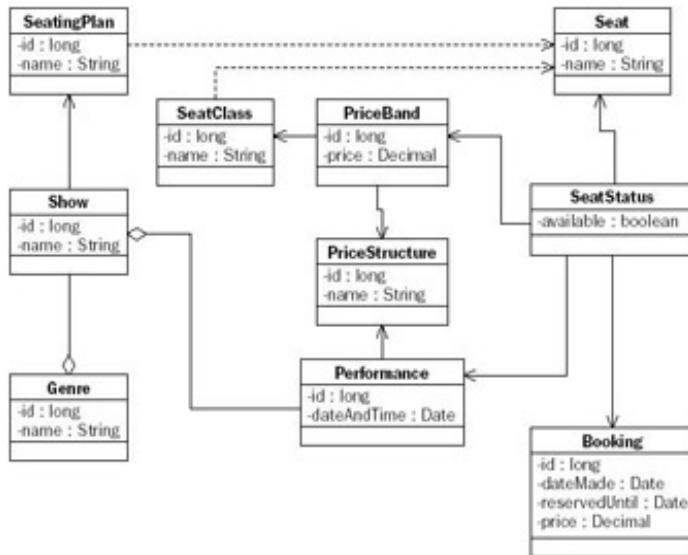 SeatingPlan
-id : long
-name : String
Seat
-id : long
-name : String
SeatClass
-id : long
-name : String
PriceBand
-id : long
-price : Decimal
Show
-id : long
-name : String
SeatStatus
-available : boolean
PriceStructure
-id : long
-name : String
Genre
-id : long
-name : String
Performance
-id : long
-dateAndTime : Date
Booking
-id : long
-dateMade : Date
-reservedUntil : Date
-price : Decimal